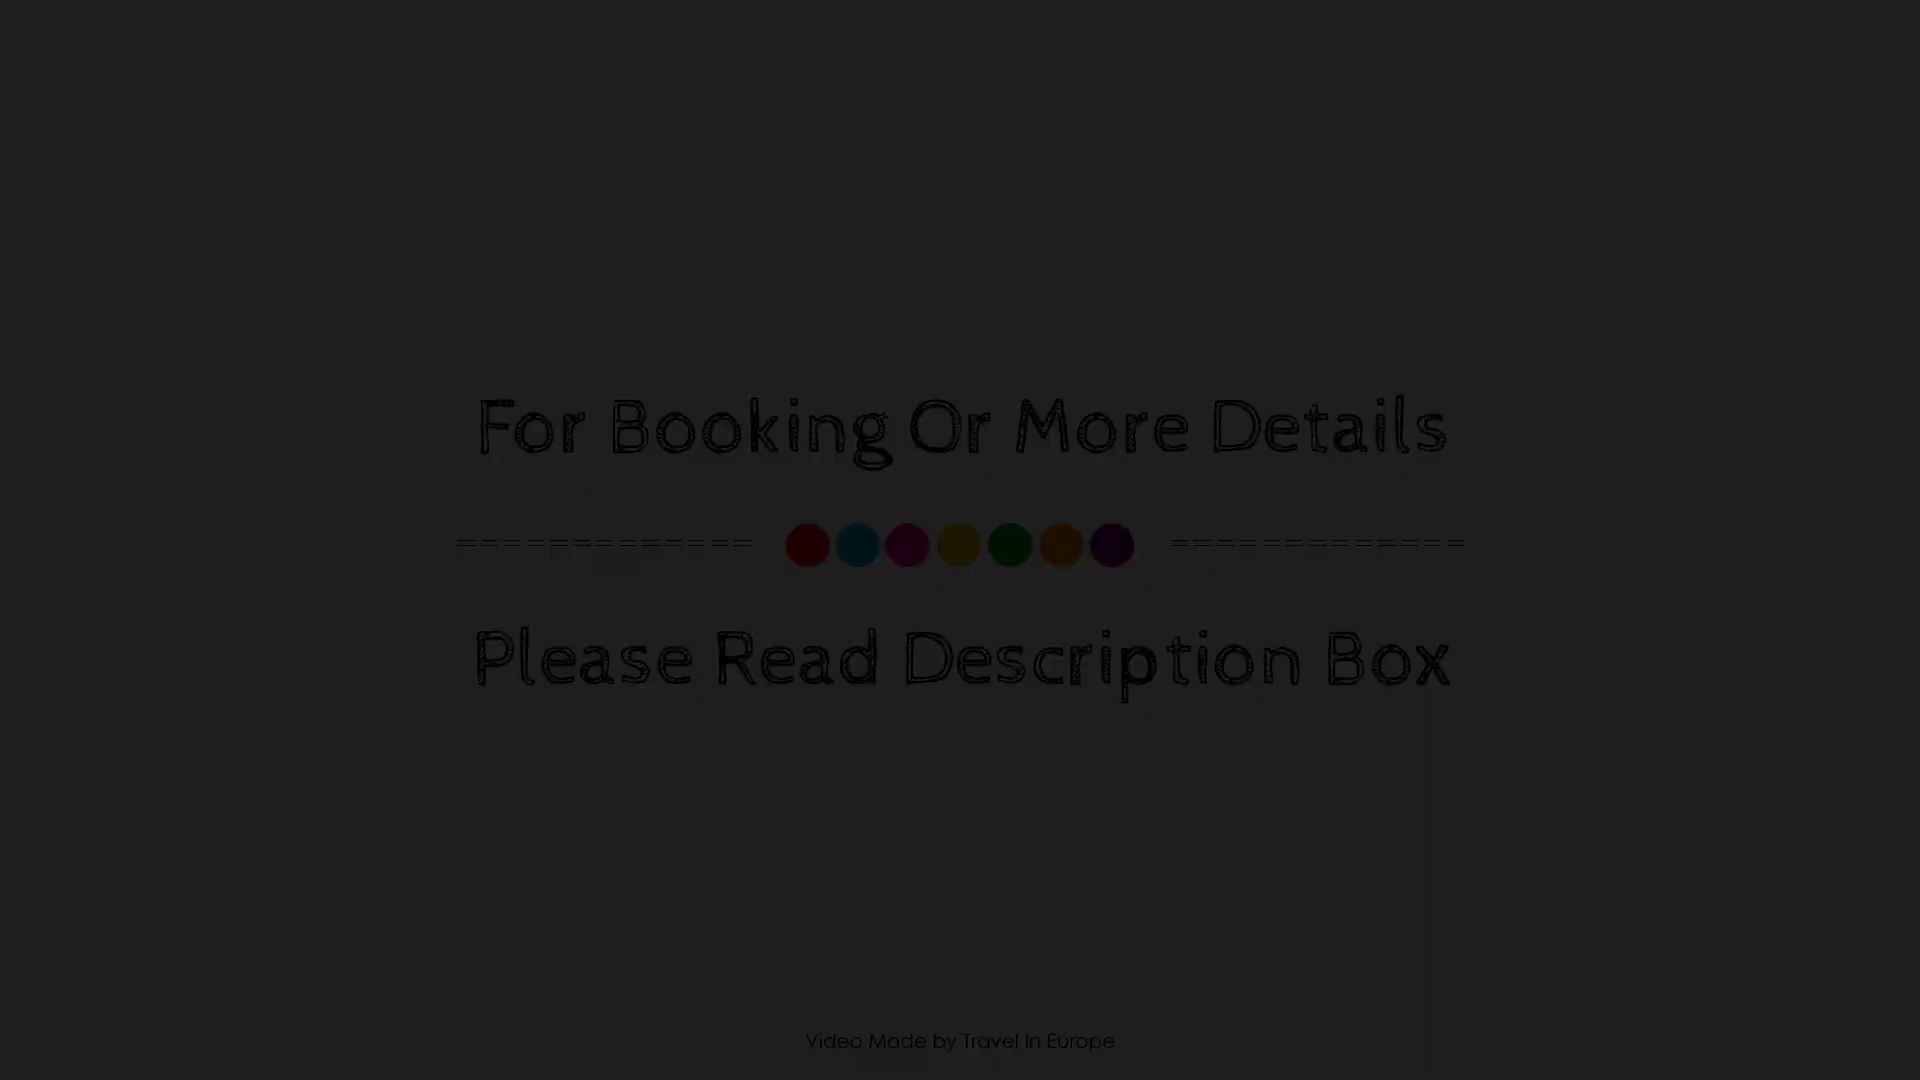 For Booking Or More Details
============= =============
Please Read Description Box
Video Made by Travel In Europe